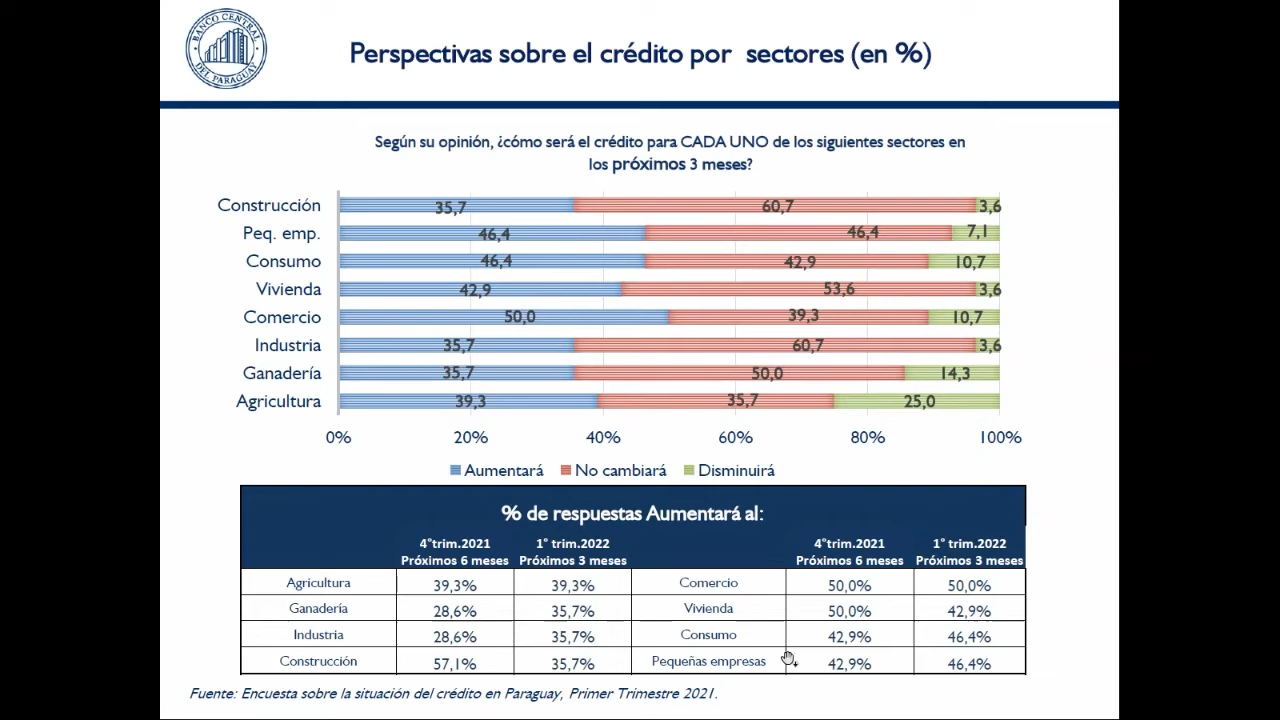 BANCO CENTRAL DEL PARAGUAY
Perspectivas sobre el crédito por sectores (en %)
Según su opinión, ¿cómo será el crédito para CADA UNO de los siguientes sectores en
los próximos 3 meses?
Construcción 35,7 60,7 3,6
Peq. emp. 46,4 46,4 7,1
Consumo 46,4 42,9 10,7
Vivienda 42,9 53,6 3,6
Comercio 50,0 39,3 10,7
Industria 35,7 60,7 3,6
Ganadería 35,7 50,0 14,3
Agricultura 39,3 35,7 25,0
0% 20% 40% 60% 80% 100%
Aumentará No cambiará Disminuirá
% de respuestas Aumentará al:
4°trim.2021 1° trim.2022 4°trim.2021 1° trim.2022
Próximos 6 meses Próximos 3 meses Próximos 6 meses Próximos 3 meses
Agricultura 39,3% 39,3% Comercio 50,0% 50,0%
Ganadería 28,6% 35,7% Vivienda 50,0% 42,9%
Industria 28,6% 35,7% Consumo 42,9% 46,4%
Construcción 57,1% 35,7% Pequeñas empresas 42,9% 46,4%
Fuente: Encuesta sobre la situación del crédito en Paraguay, Primer Trimestre 2021.